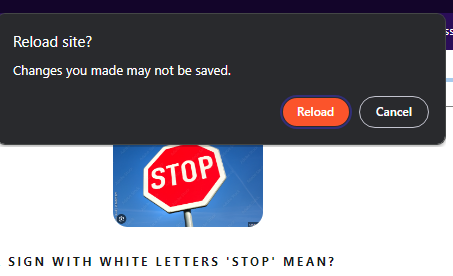 Reload site?
Changes you made may not be saved.
Reload Cancel
STOP
SIGN WITH WHITE LETTERS 'STOP' MEAN?